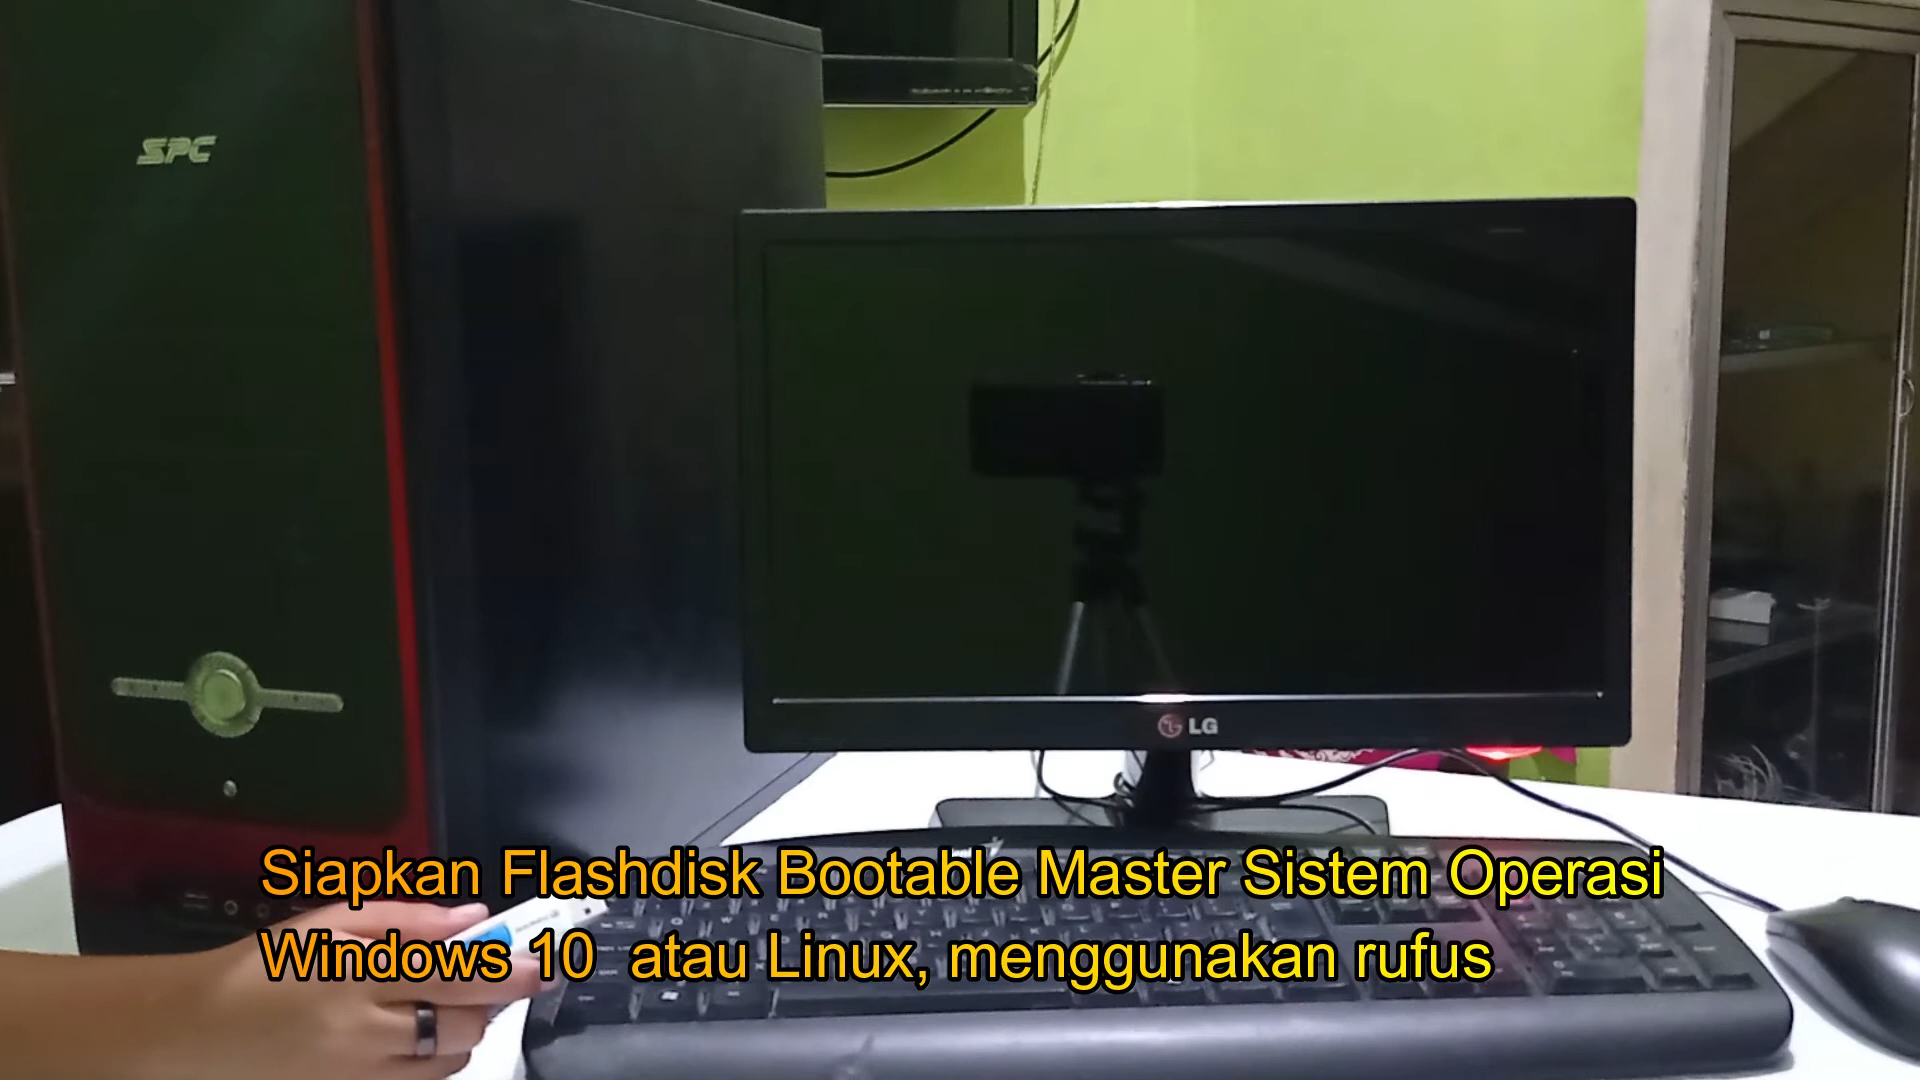 SPC
LG
Siapkan Flashdisk Bootable Master Sistem Operasi
Windows 10  atau Linux, menggunakan rufus